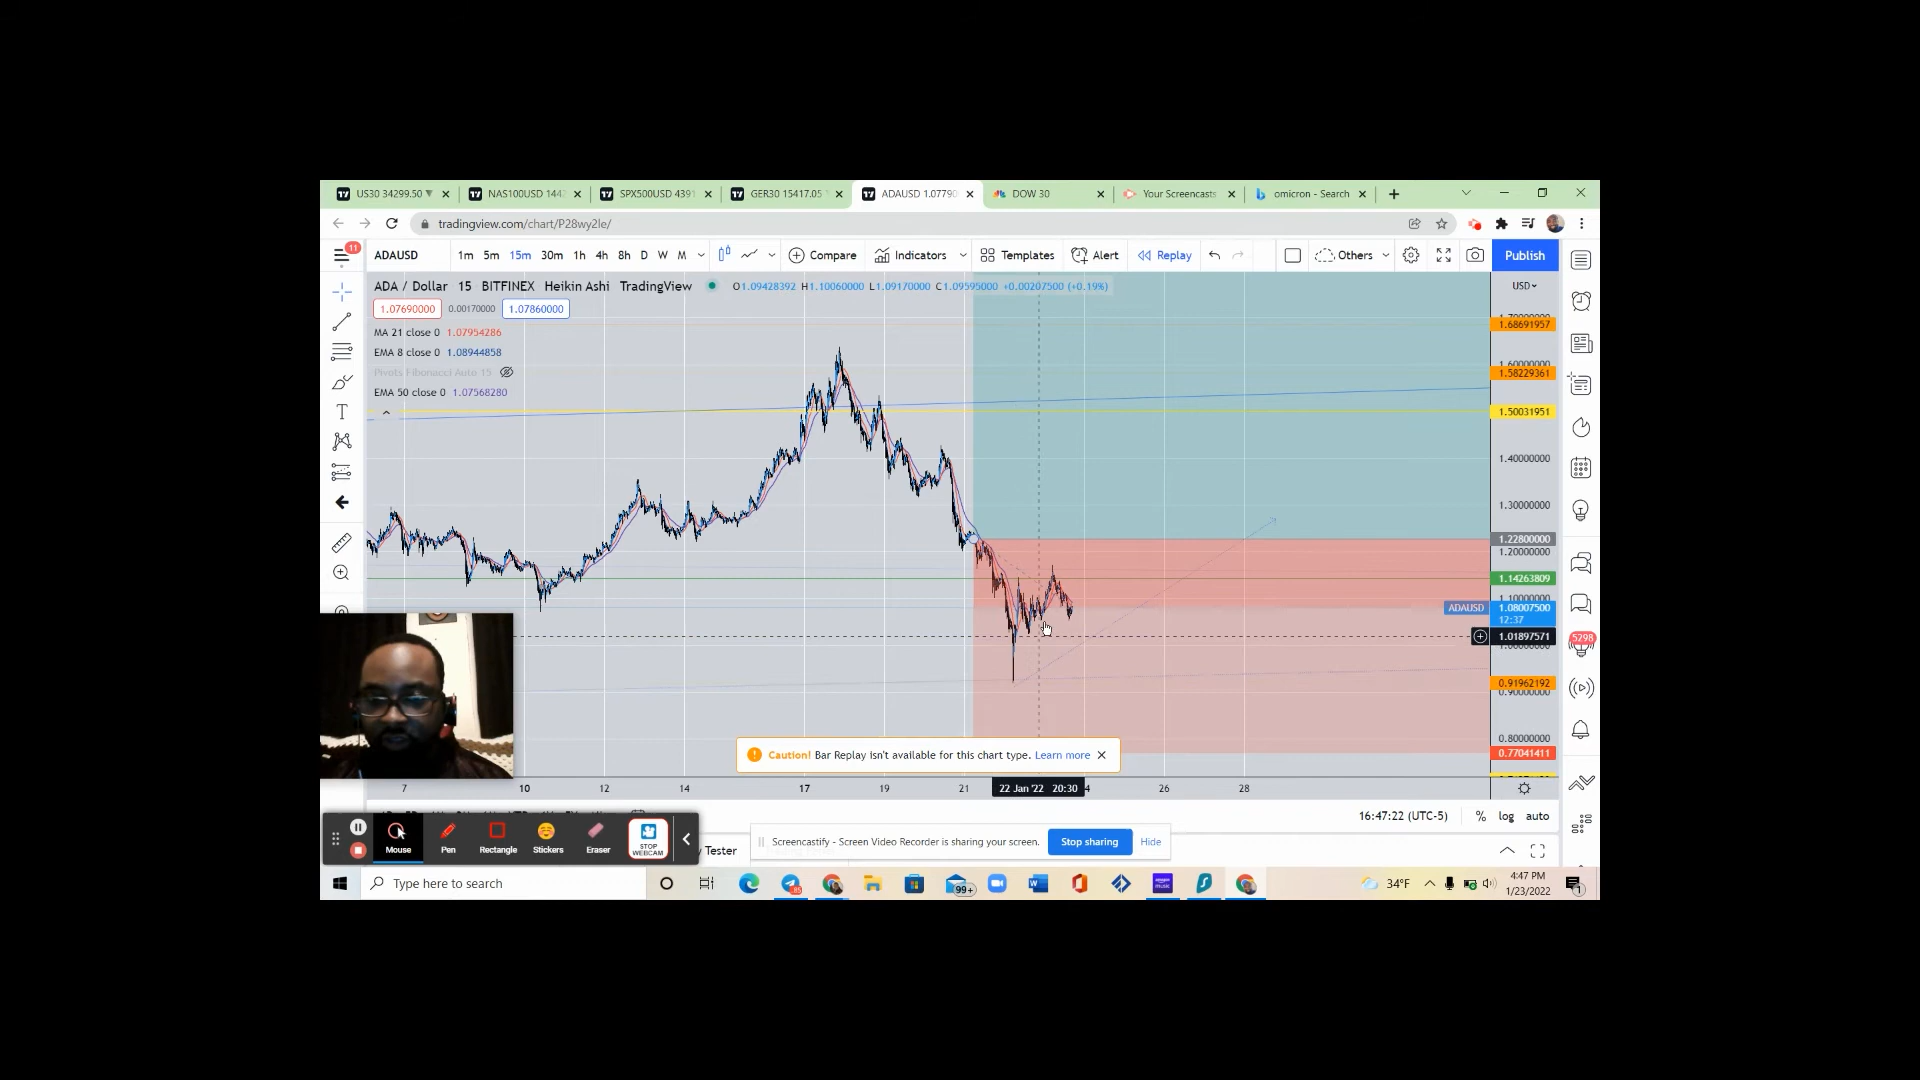 US30 34299.50 ▼
NAS100USD 144
SPX500USD 4391
GER30 15417.05
ADAUSD 1.0779
DOW 30
Your Screencasts
omicron - Search
tradingview.com/chart/P28wy2le/
11
ADAUSD 1m 5m 15m 30m 1h 4h 8h D W M Compare Indicators Templates Alert Replay Others Publish
ADA / Dollar 15 BITFINEX Heikin Ashi TradingView O1.09428392 H1.10060000 L1.09170000 C1.09595000 +0.00207500 (+0.19%)
USD
1.07690000 0.00170000 1.07860000
MA 21 close 0 1.07954286
EMA 8 close 0 1.08944858
Pivots Fibonacci Auto 15
EMA 50 close 0 1.07568280
1.68691957
1.58229361
1.50031951
1.40000000
1.30000000
1.22800000
1.20000000
1.14263809
ADAUSD 1.08007500
12:37
1.01897571
0.91962192
0.80000000
0.77041411
5298
Caution! Bar Replay isn't available for this chart type. Learn more
7 10 12 14 17 19 21 22 Jan '22 20:30 4 26 28
16:47:22 (UTC-5) % log auto
Mouse Pen Rectangle Stickers Eraser STOP WEBCAM
y Tester
Screencastify - Screen Video Recorder is sharing your screen. Stop sharing Hide
Type here to search
99+
34°F
4:47 PM
1/23/2022
1